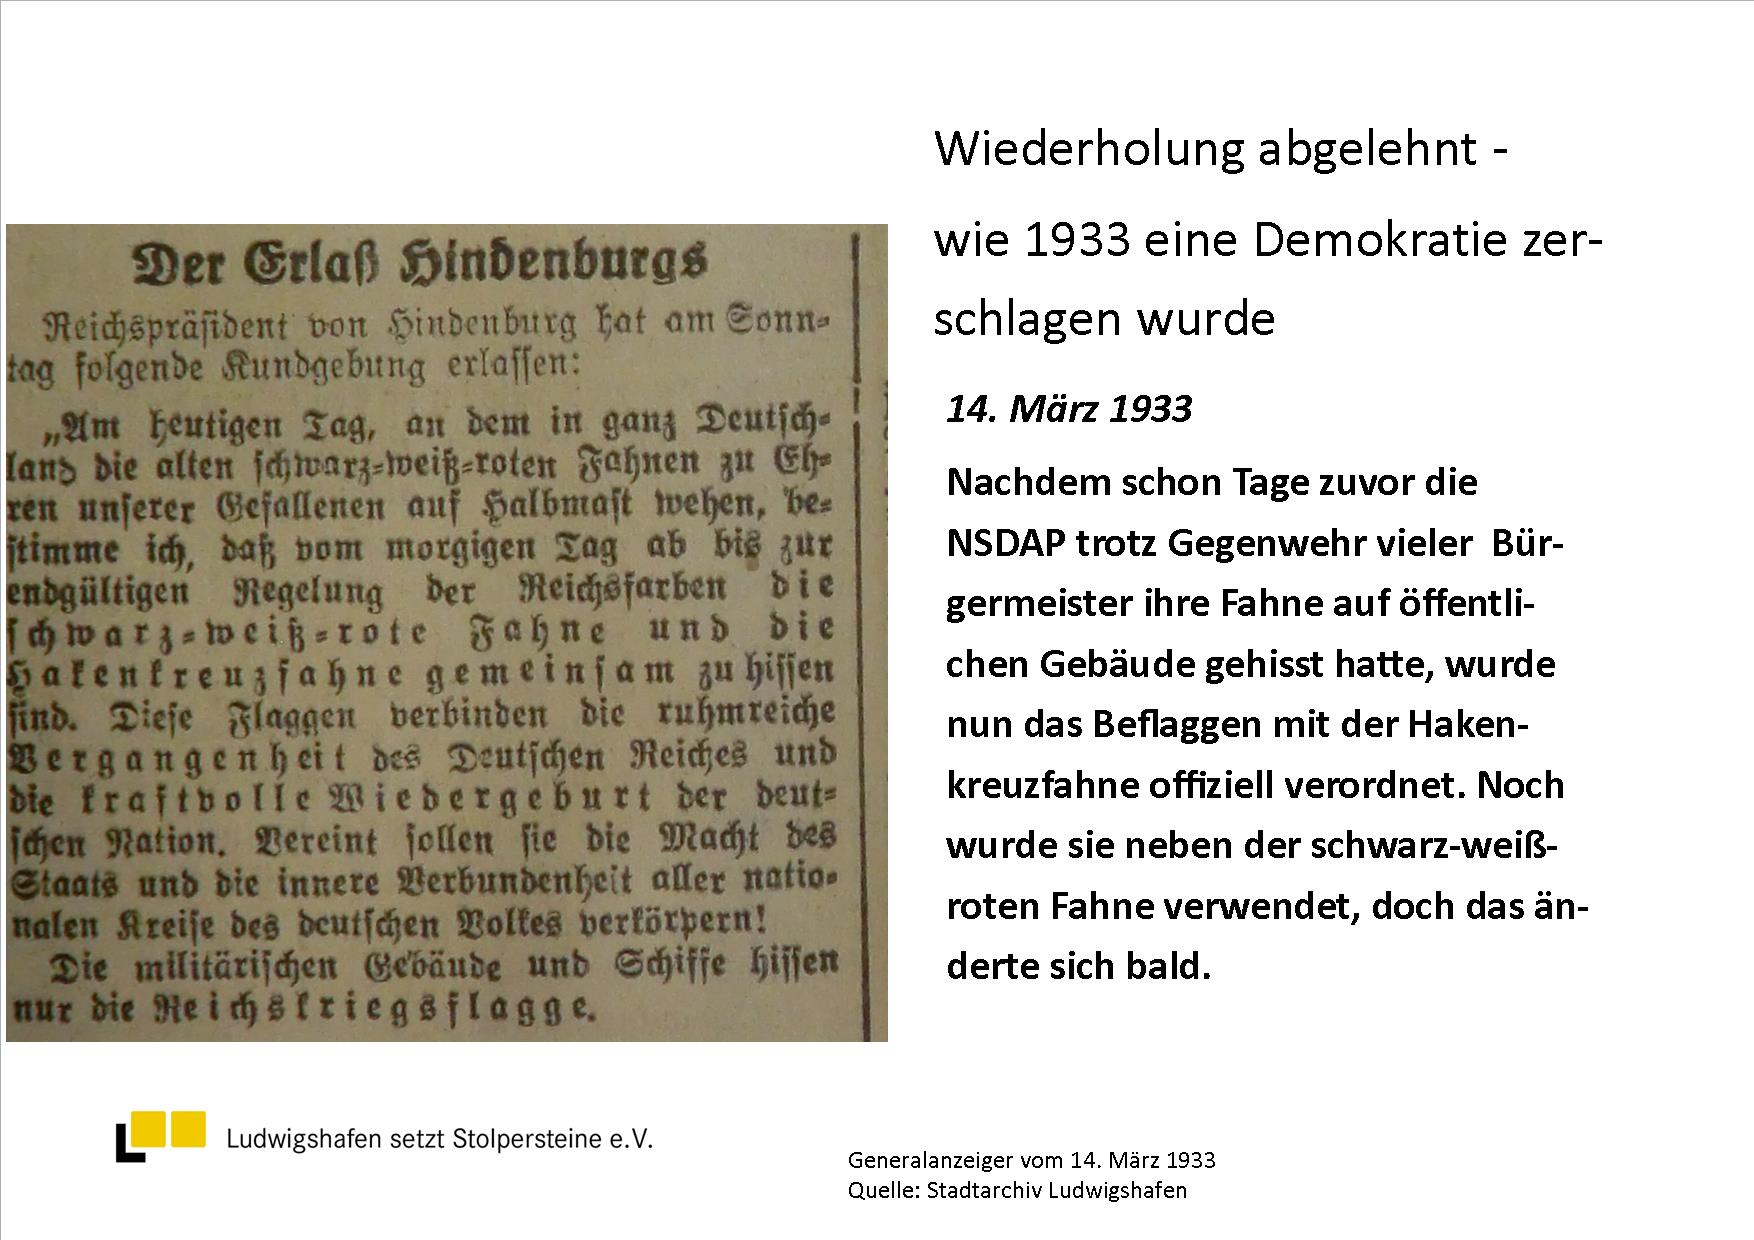 Der Erlaß Hindenburgs
Reichspräsident von Hindenburg hat am Sonn-
tag folgende Kundgebung erlassen:
„Am heutigen Tag, an dem in ganz Deutsch-
land die alten schwarz-weiß-roten Fahnen zu Eh-
ren unserer Gefallenen auf Halbmast wehen, be-
stimme ich, daß vom morgigen Tag ab bis zur
endgültigen Regelung der Reichsfarben die
schwarz-weiß-rote Fahne und die
Hakenkreuzfahne gemeinsam zu hissen
sind. Diese Flaggen verbinden die ruhmreiche
Vergangenheit des Deutschen Reiches und
die kraftvolle Wiedergeburt der deut-
schen Nation. Vereint sollen sie die Macht des
Staats und die innere Verbundenheit aller natio-
nalen Kreise des deutschen Volkes verkörpern!
Die militärischen Gebäude und Schiffe hissen
nur die Reichskriegsflagge.
Wiederholung abgelehnt -
wie 1933 eine Demokratie zer-
schlagen wurde
14. März 1933
Nachdem schon Tage zuvor die
NSDAP trotz Gegenwehr vieler Bür-
germeister ihre Fahne auf öffentli-
chen Gebäude gehisst hatte, wurde
nun das Beflaggen mit der Haken-
kreuzfahne offiziell verordnet. Noch
wurde sie neben der schwarz-weiß-
roten Fahne verwendet, doch das än-
derte sich bald.
Ludwigshafen setzt Stolpersteine e.V.
Generalanzeiger vom 14. März 1933
Quelle: Stadtarchiv Ludwigshafen